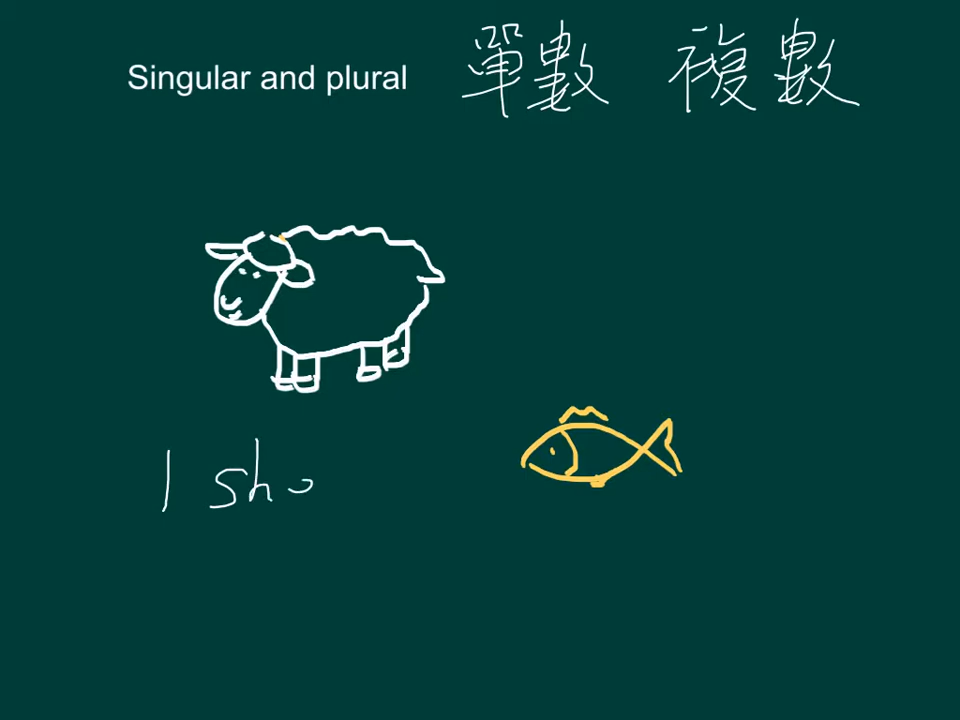 Singular and plural 單數 複數
1 sh